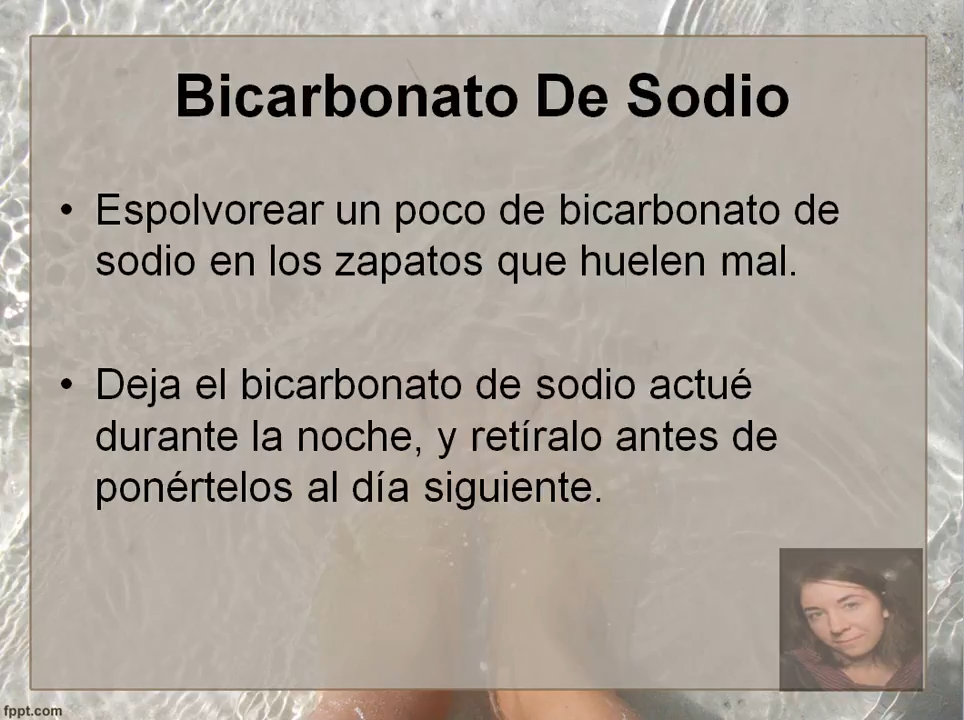 Bicarbonato De Sodio
• Espolvorear un poco de bicarbonato de
sodio en los zapatos que huelen mal.
• Deja el bicarbonato de sodio actué
durante la noche, y retíralo antes de
ponértelos al día siguiente.
fppt.com